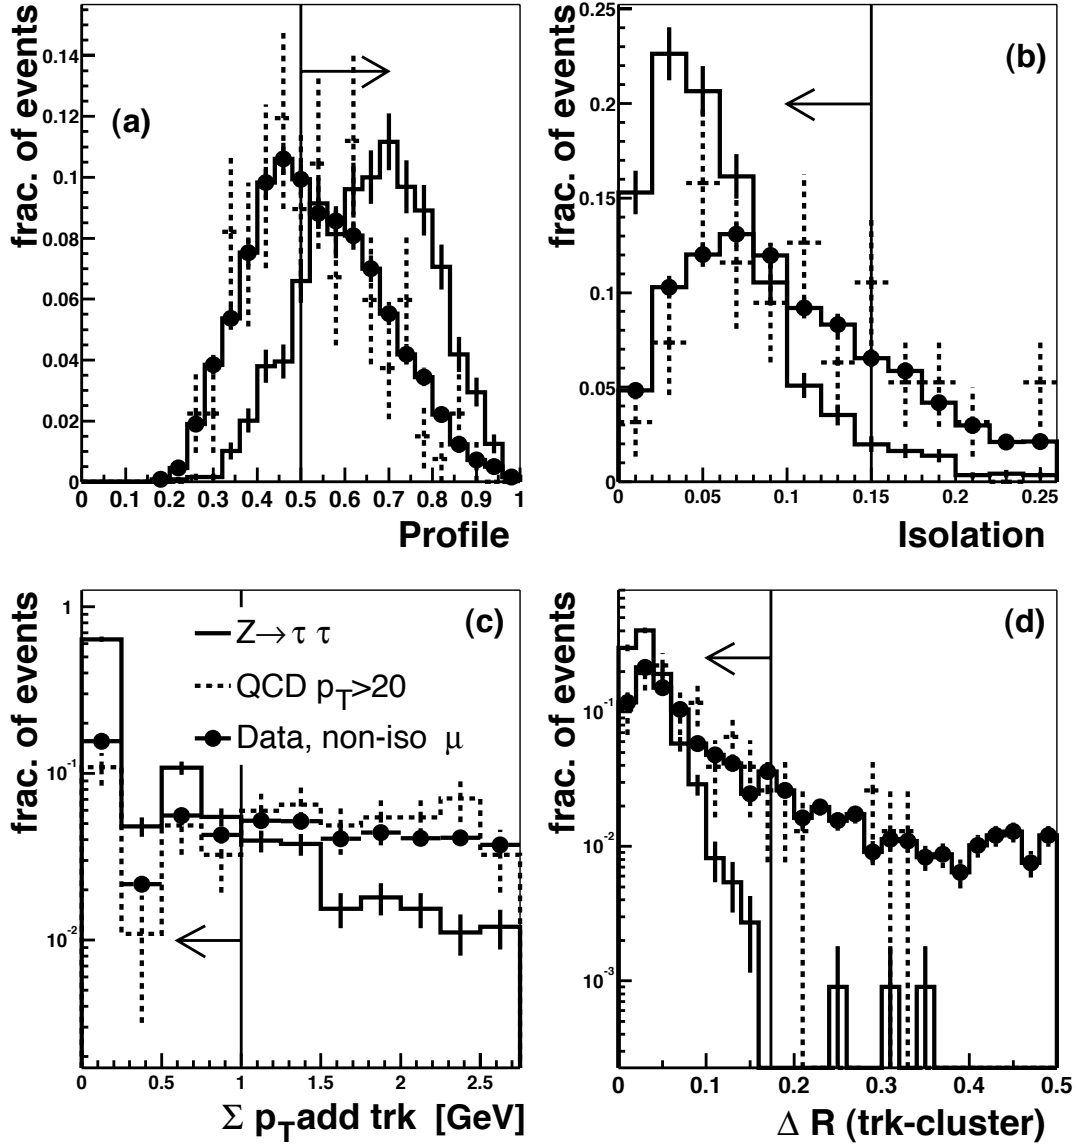 frac. of events
0.14
0.12
0.1
0.08
0.06
0.04
0.02
0
(a)
0 0.1 0.2 0.3 0.4 0.5 0.6 0.7 0.8 0.9 1
Profile
frac. of events
0.25
0.2
0.15
0.1
0.05
0
(b)
0 0.05 0.1 0.15 0.2 0.25
Isolation
frac. of events
1
10-1
10-2
(c)
Z→τ τ
QCD pT>20
Data, non-iso μ
0 0.5 1 1.5 2 2.5
Σ pT add trk [GeV]
frac. of events
10-1
10-2
10-3
(d)
0 0.1 0.2 0.3 0.4 0.5
Δ R (trk-cluster)